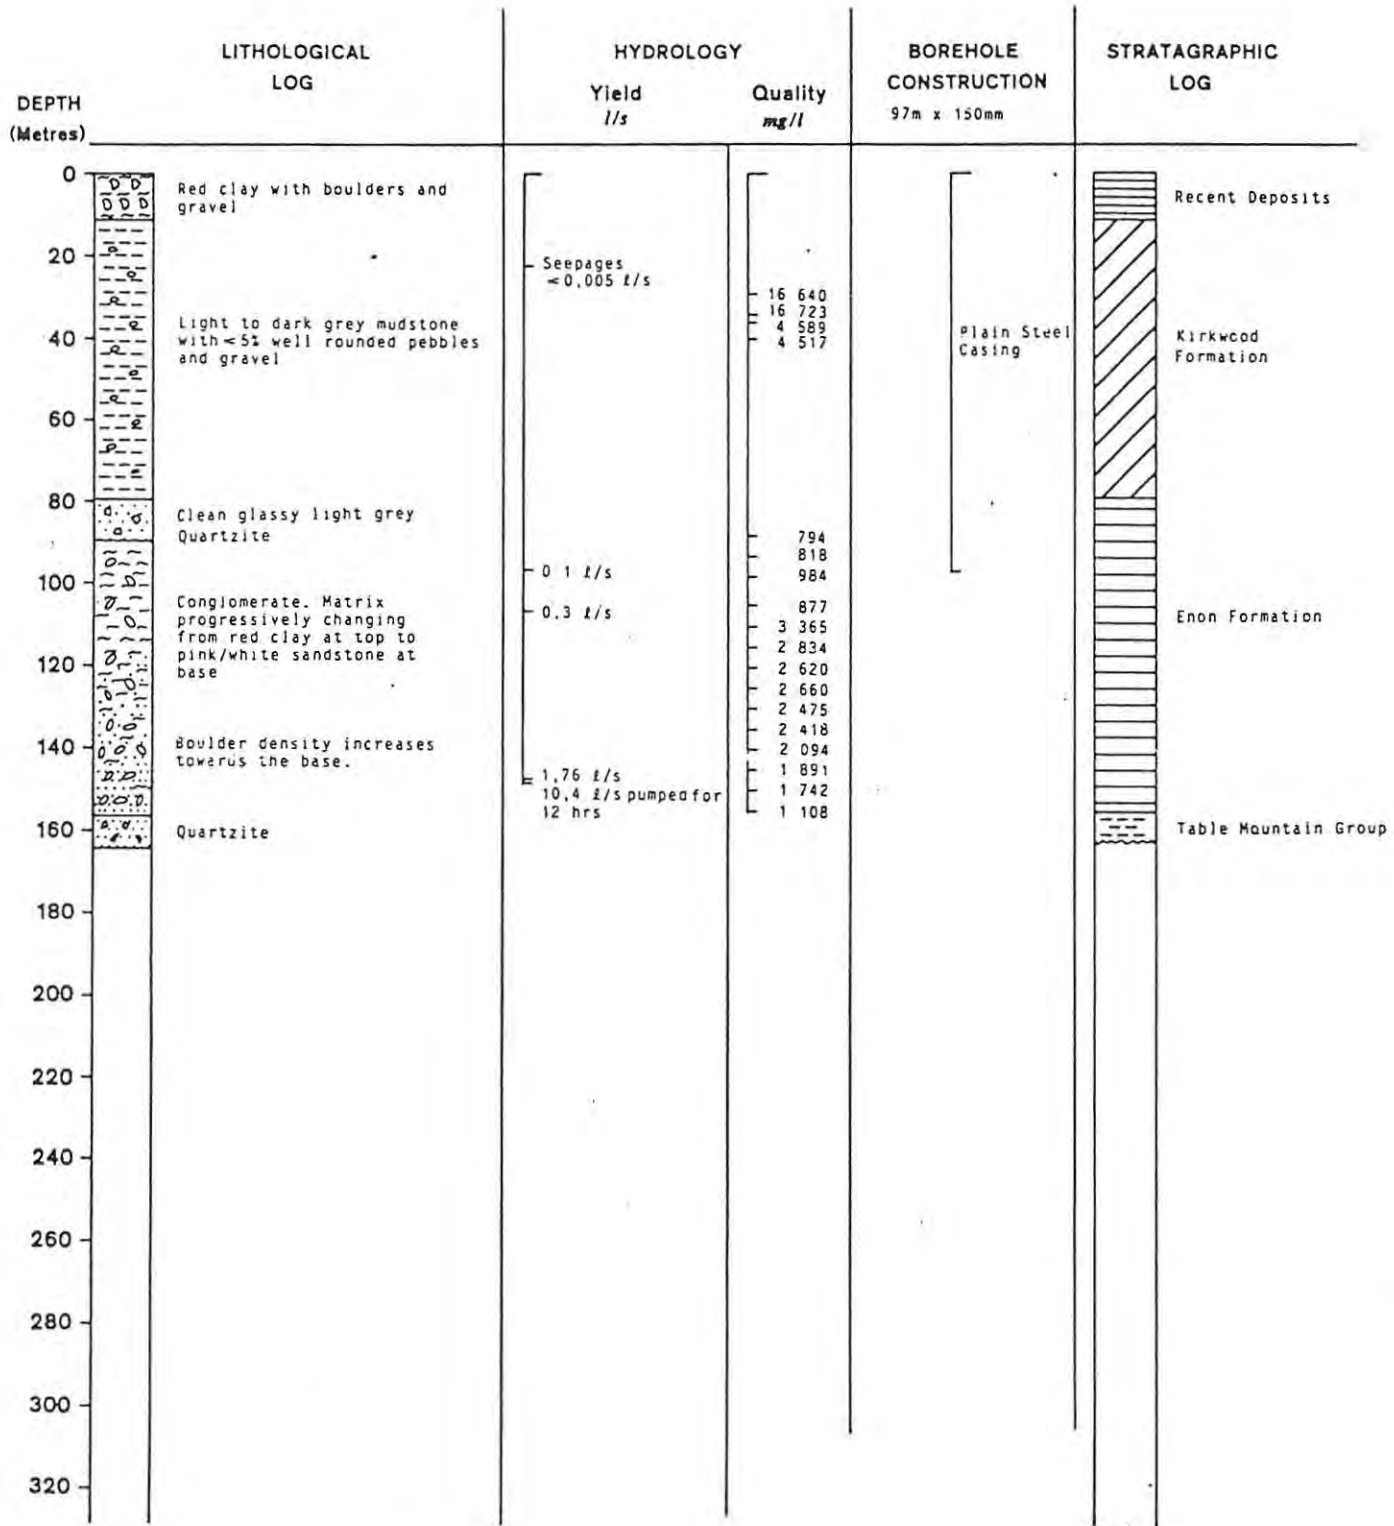 LITHOLOGICAL
LOG
HYDROLOGY
Yield
l/s
Quality
mg/l
BOREHOLE
CONSTRUCTION
97m x 150mm
STRATAGRAPHIC
LOG
DEPTH
(Metres)
0
20
40
60
80
100
120
140
160
180
200
220
240
260
280
300
320
Red clay with boulders and
gravel
Light to dark grey mudstone
with <5% well rounded pebbles
and gravel
Clean glassy light grey
Quartzite
Conglomerate. Matrix
progressively changing
from red clay at top to
pink/white sandstone at
base
Boulder density increases
towards the base.
Quartzite
Seepages
<0,005 l/s
0 1 l/s
0.3 l/s
1,76 l/s
10,4 l/s pumped for
12 hrs
16 640
16 723
4 589
4 517
794
818
984
877
3 365
2 834
2 620
2 660
2 475
2 418
2 094
1 891
1 742
1 108
Plain Steel
Casing
Recent Deposits
Kirkwood
Formation
Enon Formation
Table Mountain Group